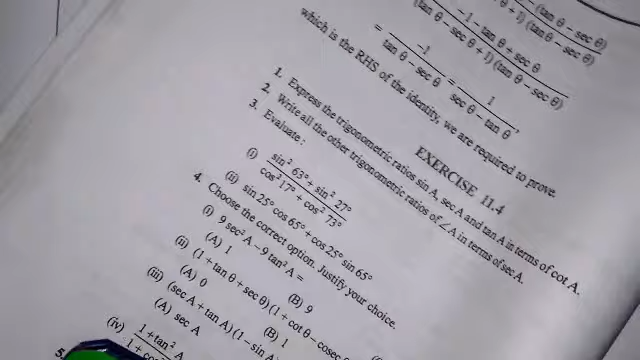 (tan θ – sec θ)
θ + 1) (tan θ – sec θ)
–1 – tan θ + sec θ
(tan θ – sec θ + 1) (tan θ – sec θ)
= –1 / tan θ – sec θ = 1 / sec θ – tan θ ,
which is the RHS of the identity, we are required to prove.
EXERCISE 11.4
1. Express the trigonometric ratios sin A, sec A and tan A in terms of cot A.
2. Write all the other trigonometric ratios of ∠A in terms of sec A.
3. Evaluate :
(i) sin² 63° + sin² 27° / cos² 17° + cos² 73°
(ii) sin 25° cos 65° + cos 25° sin 65°
4. Choose the correct option. Justify your choice.
(i) 9 sec² A – 9 tan² A =
(A) 1 (B) 9
(ii) (1 + tan θ + sec θ) (1 + cot θ – cosec
(A) 0 (B) 1
(iii) (sec A + tan A) (1 – sin A
(A) sec A
(iv) 1 + tan² A
5.